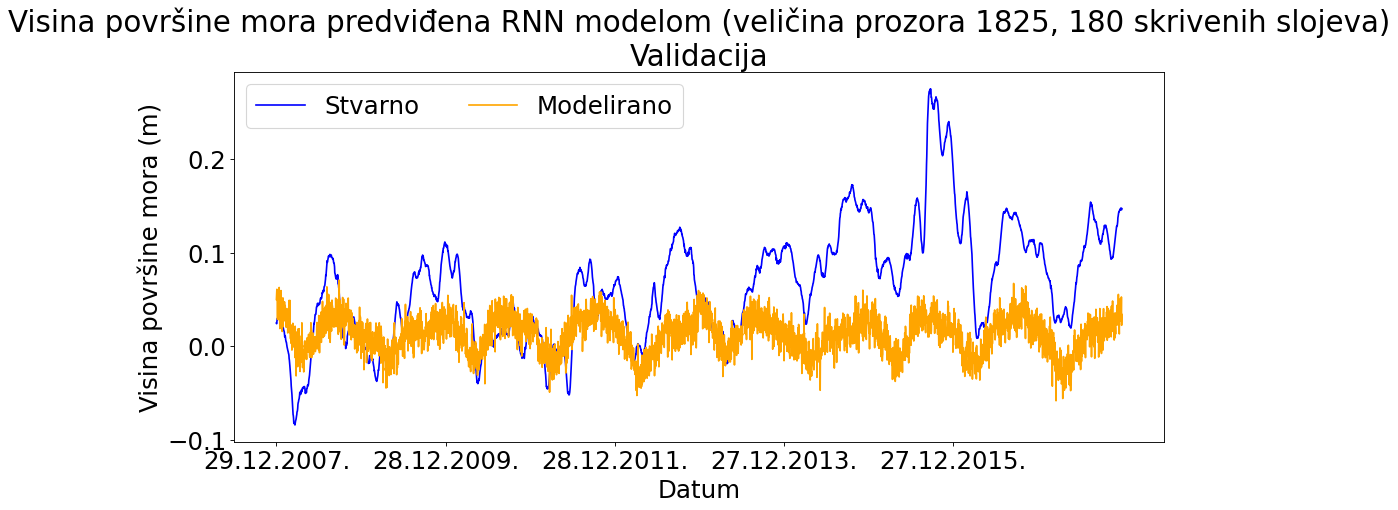 Visina površine mora predviđena RNN modelom (veličina prozora 1825, 180 skrivenih slojeva)
Validacija
Stvarno Modelirano
Visina površine mora (m)
0.2
0.1
0.0
−0.1
29.12.2007. 28.12.2009. 28.12.2011. 27.12.2013. 27.12.2015.
Datum